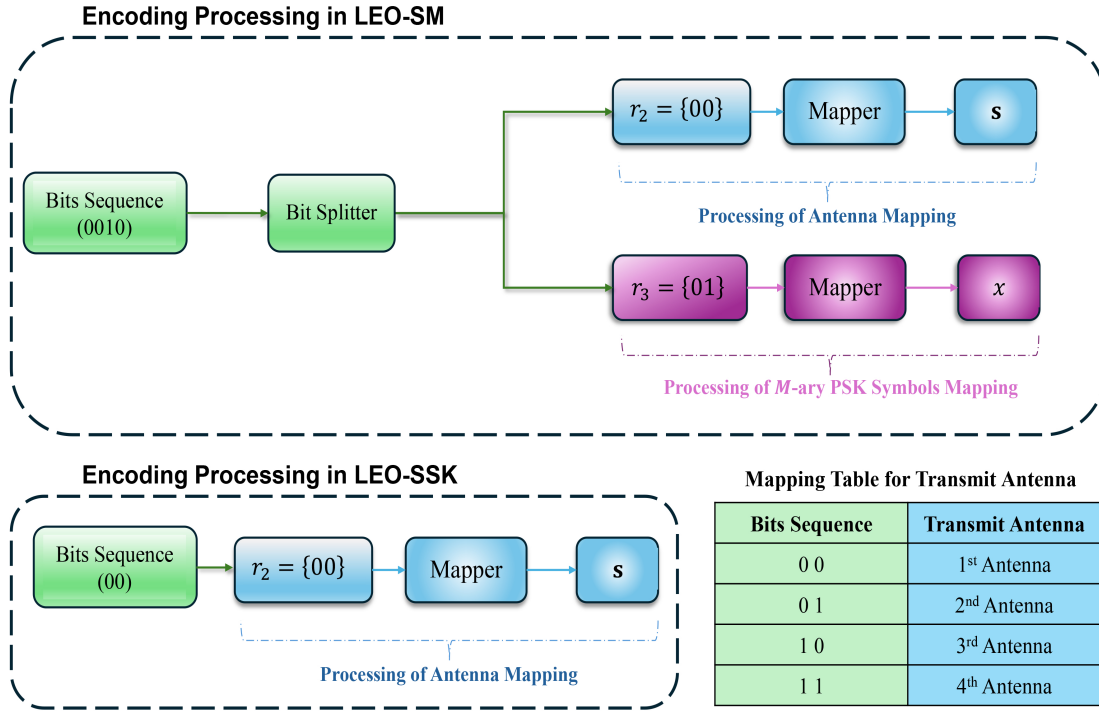 Encoding Processing in LEO-SM
Bits Sequence
(0010)
Bit Splitter
r₂ = {00}
Mapper
s
Processing of Antenna Mapping
r₃ = {01}
Mapper
x
Processing of M-ary PSK Symbols Mapping
Encoding Processing in LEO-SSK
Bits Sequence
(00)
r₂ = {00}
Mapper
s
Processing of Antenna Mapping
Mapping Table for Transmit Antenna
Bits Sequence Transmit Antenna
0 0 1st Antenna
0 1 2nd Antenna
1 0 3rd Antenna
1 1 4th Antenna